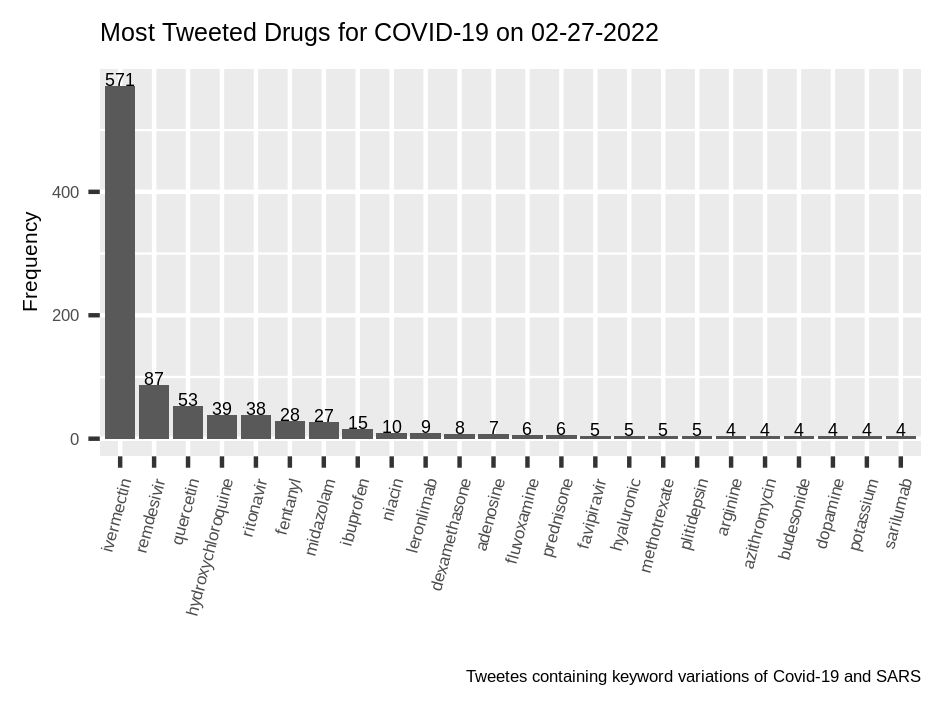 Most Tweeted Drugs for COVID-19 on 02-27-2022
571
87
53
39
38
28
27
15
10
9
8
7
6
6
5
5
5
5
4
4
4
4
4
4
400
200
0
Frequency
ivermectin
remdesivir
quercetin
hydroxychloroquine
ritonavir
fentanyl
midazolam
ibuprofen
niacin
leronlimab
dexamethasone
adenosine
fluvoxamine
prednisone
favipiravir
hyaluronic
methotrexate
plitidepsin
arginine
azithromycin
budesonide
dopamine
potassium
sarilumab
Tweetes containing keyword variations of Covid-19 and SARS